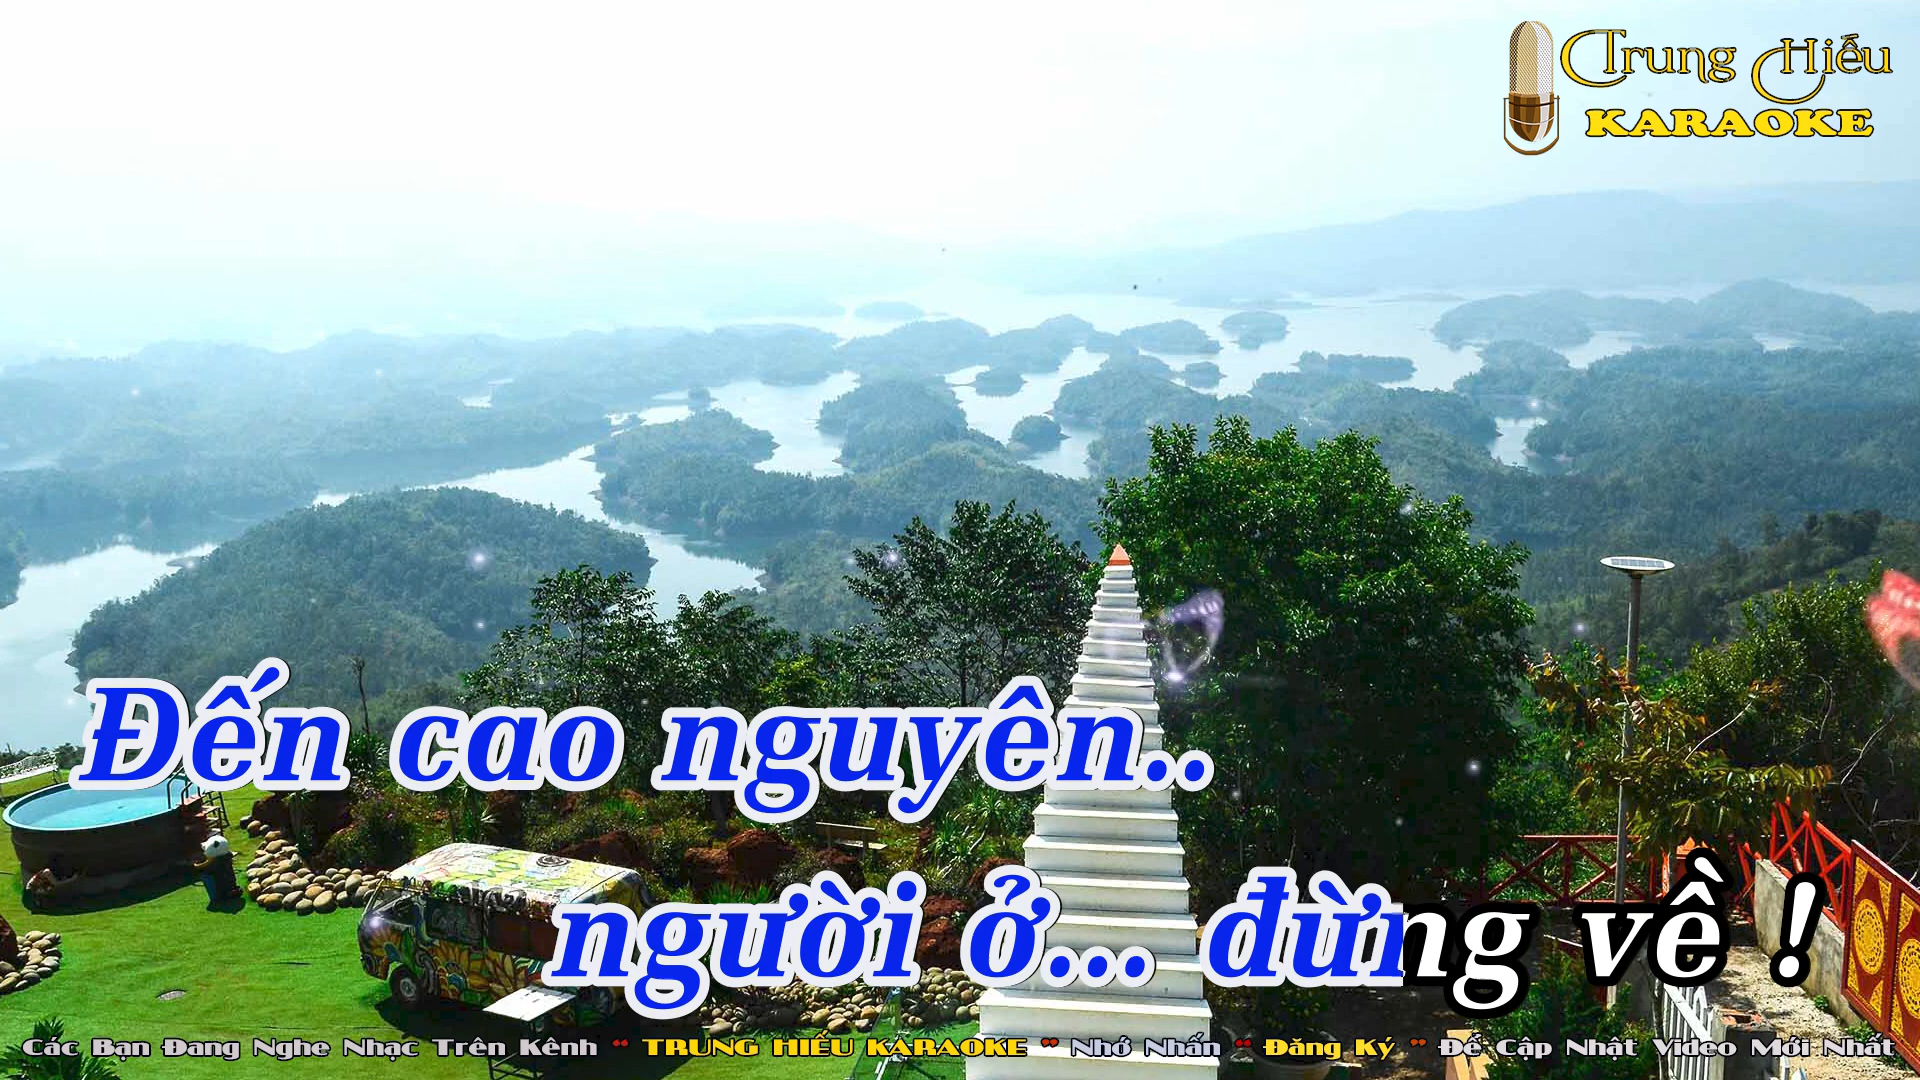 Trung Hiếu
KARAOKE
Đến cao nguyên..
người ở... đừng về !
Các Bạn Đang Nghe Nhạc Trên Kênh " TRUNG HIẾU KARAOKE " Nhớ Nhấn " Đăng Ký " Để Cập Nhật Video Mới Nhất